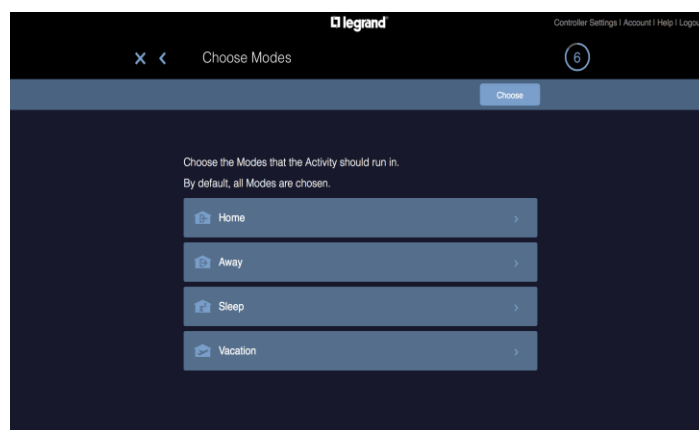 legrand
Controller Settings I Account I Help I Logou
Choose Modes
6
Choose
Choose the Modes that the Activity should run in.
By default, all Modes are chosen.
Home
Away
Sleep
Vacation